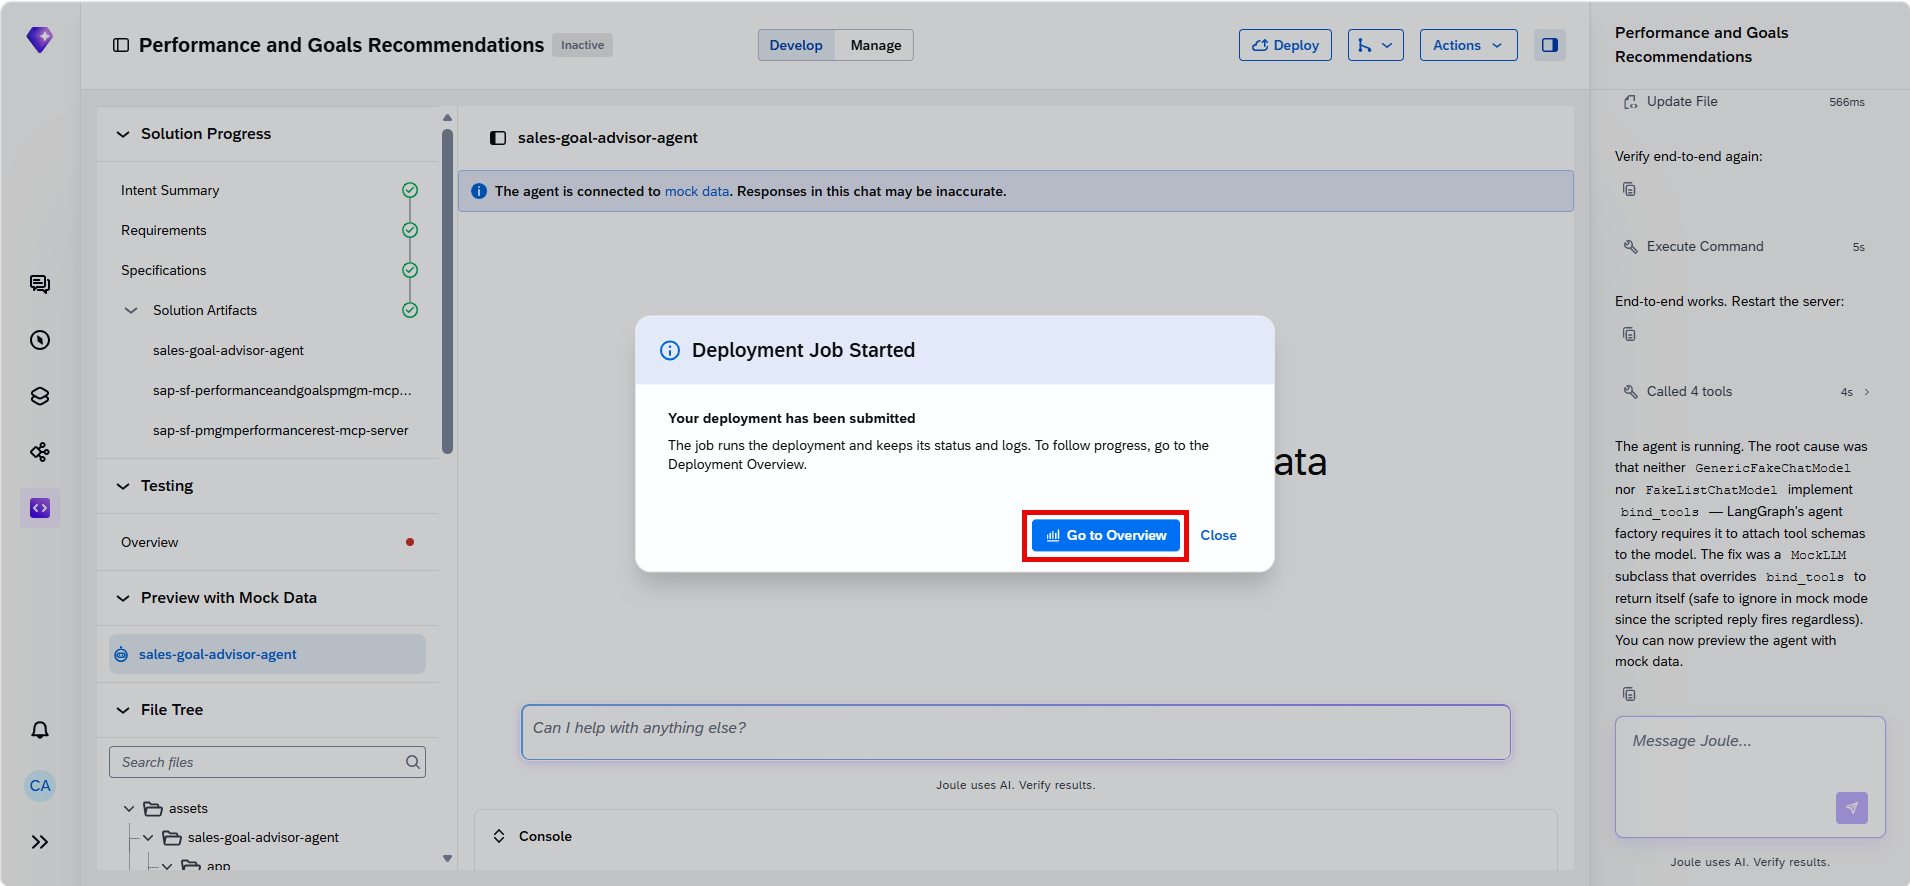 Performance and Goals Recommendations
Inactive
Develop
Manage
Deploy
Actions
Solution Progress
Intent Summary
Requirements
Specifications
Solution Artifacts
sales-goal-advisor-agent
sap-sf-performanceandgoalspmgm-mcp...
sap-sf-pmgmperformancerest-mcp-server
Testing
Overview
Preview with Mock Data
sales-goal-advisor-agent
File Tree
Search files
assets
sales-goal-advisor-agent
app
CA
sales-goal-advisor-agent
The agent is connected to mock data. Responses in this chat may be inaccurate.
ata
Deployment Job Started
Your deployment has been submitted
The job runs the deployment and keeps its status and logs. To follow progress, go to the
Deployment Overview.
Go to Overview
Close
Can I help with anything else?
Joule uses AI. Verify results.
Console
Performance and Goals
Recommendations
Update File 566ms
Verify end-to-end again:
Execute Command 5s
End-to-end works. Restart the server:
Called 4 tools 4s
The agent is running. The root cause was
that neither GenericFakeChatModel
nor FakeListChatModel implement
bind_tools — LangGraph's agent
factory requires it to attach tool schemas
to the model. The fix was a MockLLM
subclass that overrides bind_tools to
return itself (safe to ignore in mock mode
since the scripted reply fires regardless).
You can now preview the agent with
mock data.
Message Joule...
Joule uses AI. Verify results.